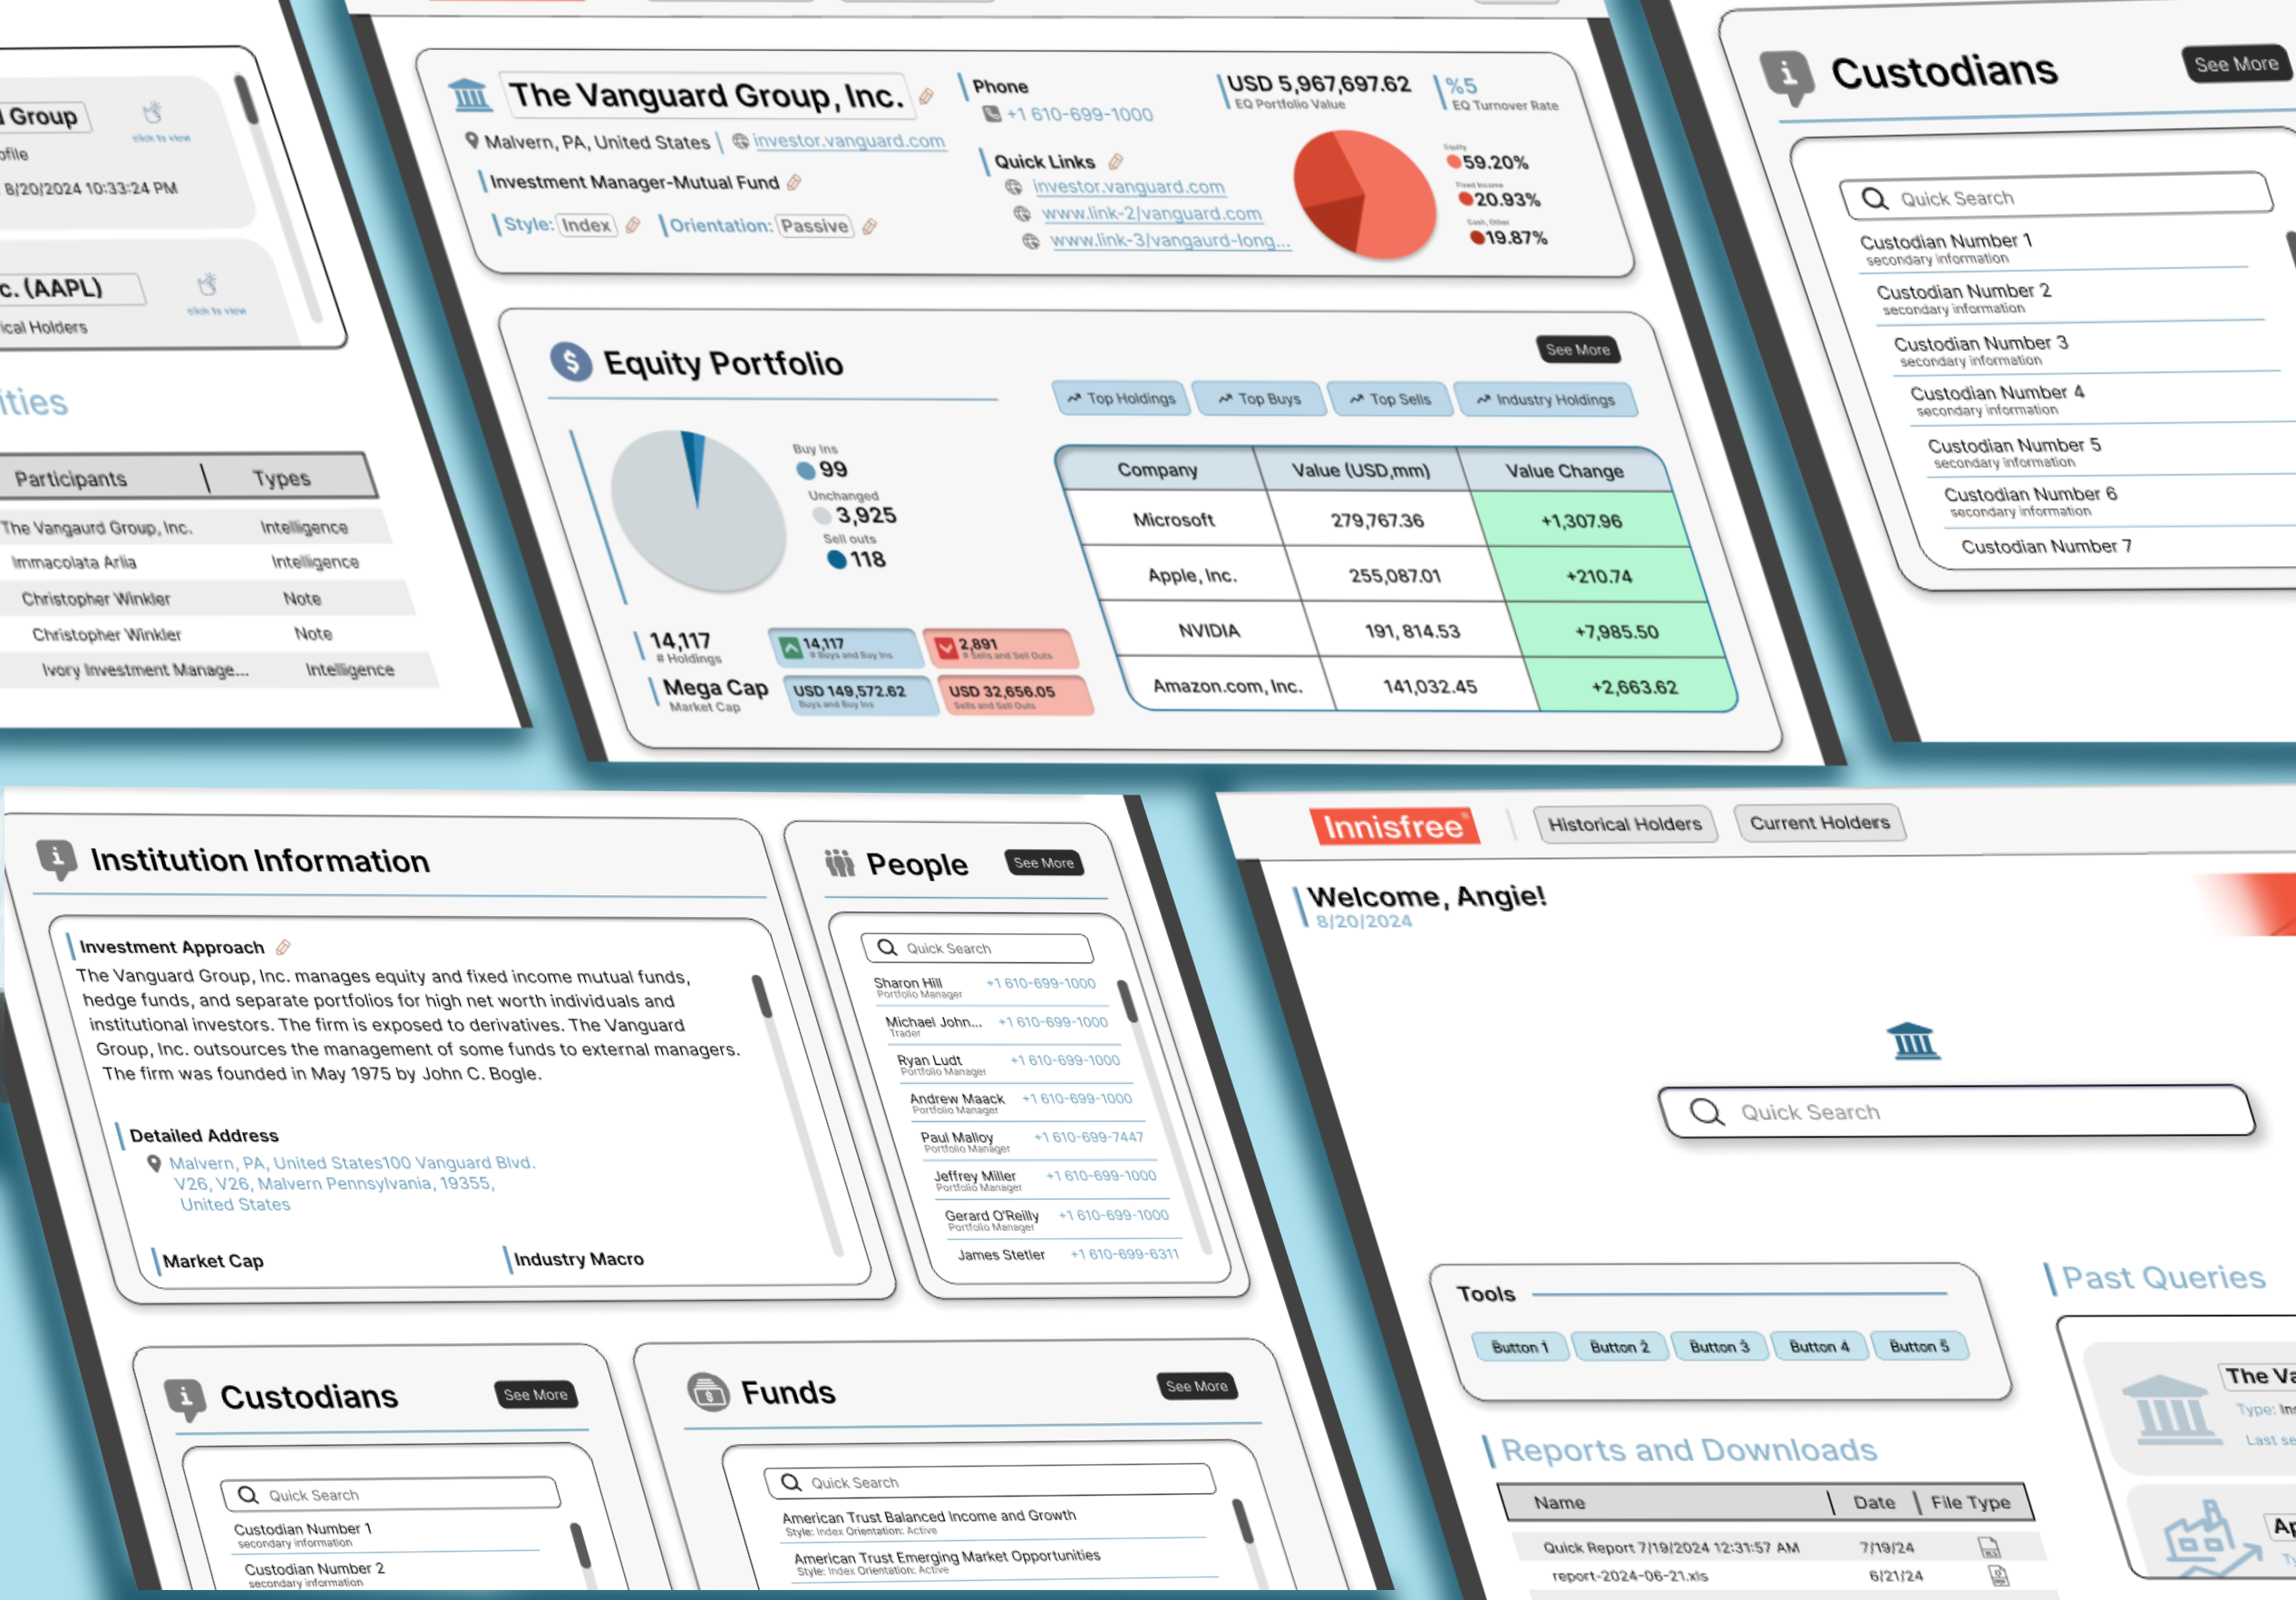 Group
click to view
8/20/2024 10:33:24 PM
c. (AAPL)
click to view
ical Holders
ities
Participants
Types
The Vangaurd Group, Inc.
Intelligence
Immacolata Arlia
Intelligence
Christopher Winkler
Note
Christopher Winkler
Note
Ivory Investment Manage...
Intelligence
The Vanguard Group, Inc.
Malvern, PA, United States
investor.vanguard.com
Investment Manager-Mutual Fund
Style: Index
Orientation: Passive
Phone
+1 610-699-1000
Quick Links
investor.vanguard.com
www.link-2/vanguard.com
www.link-3/vangaurd-long...
USD 5,967,697.62
EQ Portfolio Value
%5
EQ Turnover Rate
Equity
59.20%
Fixed Income
20.93%
Cash, Other
19.87%
Equity Portfolio
See More
Top Holdings
Top Buys
Top Sells
Industry Holdings
Buy Ins
99
Unchanged
3,925
Sell outs
118
14,117
# Holdings
Mega Cap
Market Cap
14,117
# Buys and Buy Ins
2,891
# Sells and Sell Outs
USD 149,572.62
Buys and Buy Ins
USD 32,656.05
Sells and Sell Outs
Company
Value (USD,mm)
Value Change
Microsoft
279,767.36
+1,307.96
Apple, Inc.
255,087.01
+210.74
NVIDIA
191, 814.53
+7,985.50
Amazon.com, Inc.
141,032.45
+2,663.62
Custodians
See More
Quick Search
Custodian Number 1
secondary information
Custodian Number 2
secondary information
Custodian Number 3
secondary information
Custodian Number 4
secondary information
Custodian Number 5
secondary information
Custodian Number 6
secondary information
Custodian Number 7
Institution Information
Investment Approach
The Vanguard Group, Inc. manages equity and fixed income mutual funds,
hedge funds, and separate portfolios for high net worth individuals and
institutional investors. The firm is exposed to derivatives. The Vanguard
Group, Inc. outsources the management of some funds to external managers.
The firm was founded in May 1975 by John C. Bogle.
Detailed Address
Malvern, PA, United States100 Vanguard Blvd.
V26, V26, Malvern Pennsylvania, 19355,
United States
Market Cap
Industry Macro
People
See More
Quick Search
Sharon Hill
+1 610-699-1000
Portfolio Manager
Michael John...
+1 610-699-1000
Trader
Ryan Ludt
+1 610-699-1000
Portfolio Manager
Andrew Maack
+1 610-699-1000
Portfolio Manager
Paul Malloy
+1 610-699-7447
Portfolio Manager
Jeffrey Miller
+1 610-699-1000
Portfolio Manager
Gerard O'Reilly
+1 610-699-1000
Portfolio Manager
James Stetler
+1 610-699-6311
Custodians
See More
Quick Search
Custodian Number 1
secondary information
Custodian Number 2
secondary information
Funds
See More
Quick Search
American Trust Balanced Income and Growth
Style: Index Orientation: Active
American Trust Emerging Market Opportunities
Style: Index Orientation: Active
Innisfree®
Historical Holders
Current Holders
Welcome, Angie!
8/20/2024
Quick Search
Tools
Button 1
Button 2
Button 3
Button 4
Button 5
Reports and Downloads
Name
Date
File Type
Quick Report 7/19/2024 12:31:57 AM
7/19/24
report-2024-06-21.xls
6/21/24
Past Queries
The Va
Type: Ins
Last se
Ap